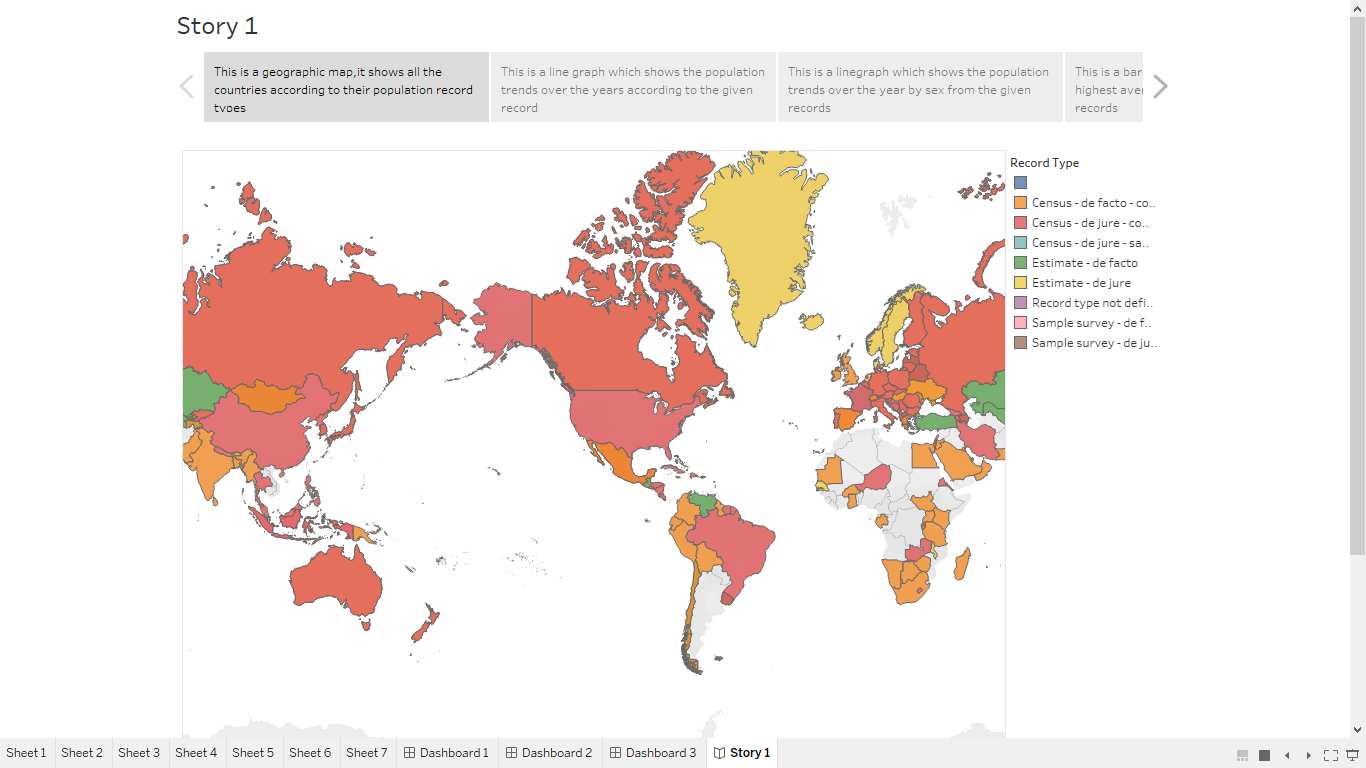 Story 1
This is a geographic map,it shows all the
countries according to their population record
types
This is a line graph which shows the population
trends over the years according to the given
record
This is a linegraph which shows the population
trends over the year by sex from the given
records
This is a bar
highest aver
records
Record Type
Census - de facto - co..
Census - de jure - co..
Census - de jure - sa..
Estimate - de facto
Estimate - de jure
Record type not defi..
Sample survey - de f..
Sample survey - de ju..
Sheet 1
Sheet 2
Sheet 3
Sheet 4
Sheet 5
Sheet 6
Sheet 7
Dashboard 1
Dashboard 2
Dashboard 3
Story 1